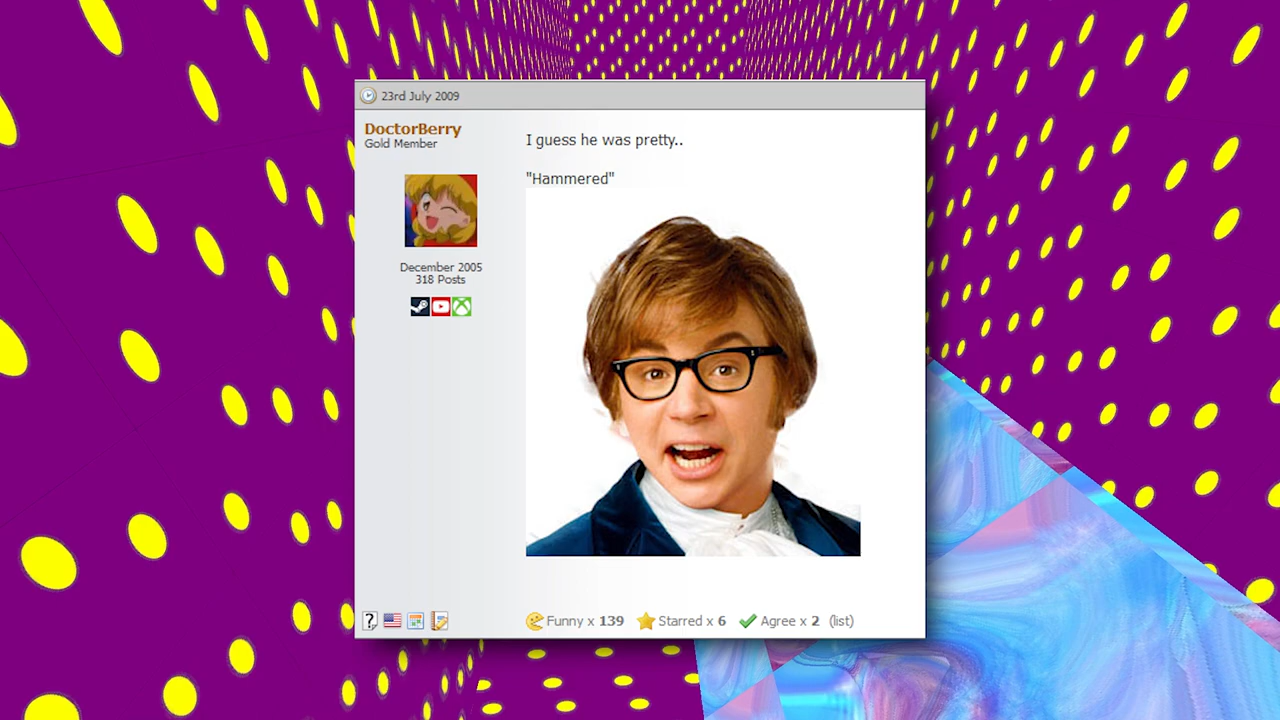 23rd July 2009
DoctorBerry
Gold Member
December 2005
318 Posts
I guess he was pretty..
"Hammered"
Funny x 139 Starred x 6 Agree x 2 (list)